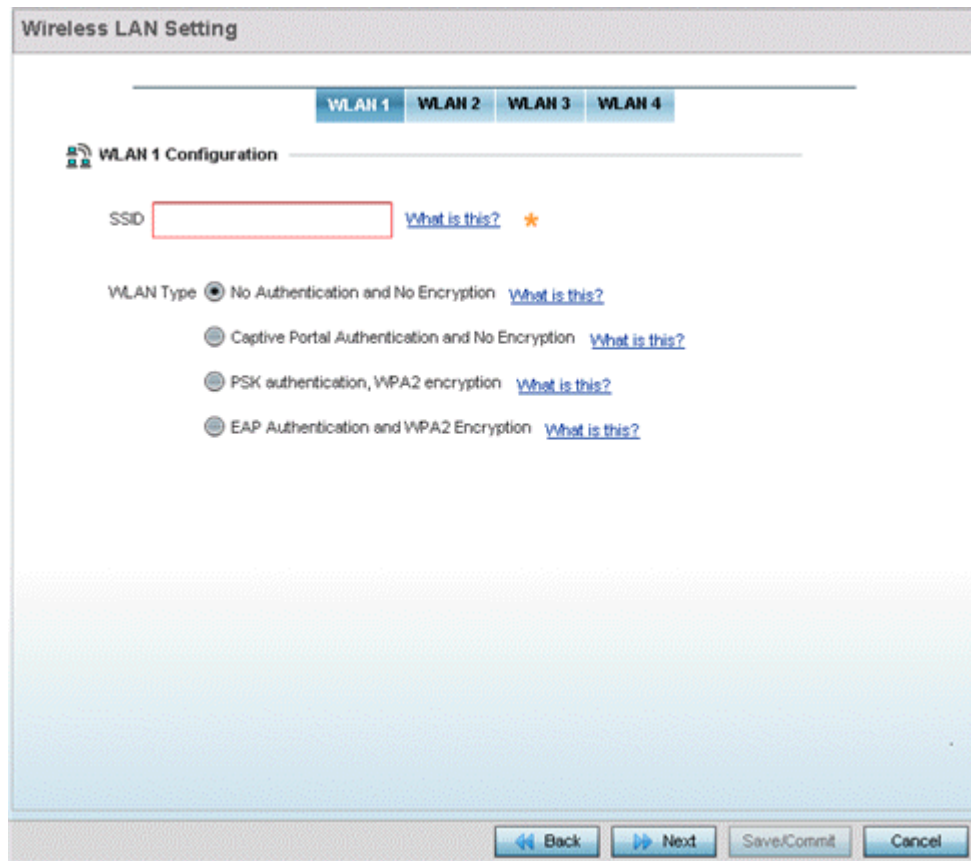 Wireless LAN Setting
WLAN 1 WLAN 2 WLAN 3 WLAN 4
WLAN 1 Configuration
SSID What is this? *
WLAN Type No Authentication and No Encryption What is this?
Captive Portal Authentication and No Encryption What is this?
PSK authentication, WPA2 encryption What is this?
EAP Authentication and WPA2 Encryption What is this?
Back Next Save/Commit Cancel